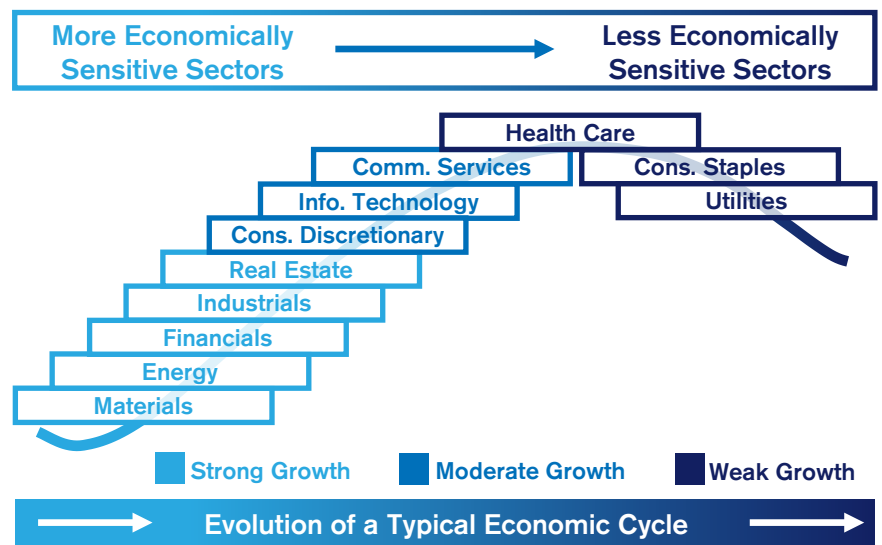 More Economically
Sensitive Sectors
Less Economically
Sensitive Sectors
Health Care
Comm. Services
Cons. Staples
Info. Technology
Utilities
Cons. Discretionary
Real Estate
Industrials
Financials
Energy
Materials
Strong Growth
Moderate Growth
Weak Growth
Evolution of a Typical Economic Cycle